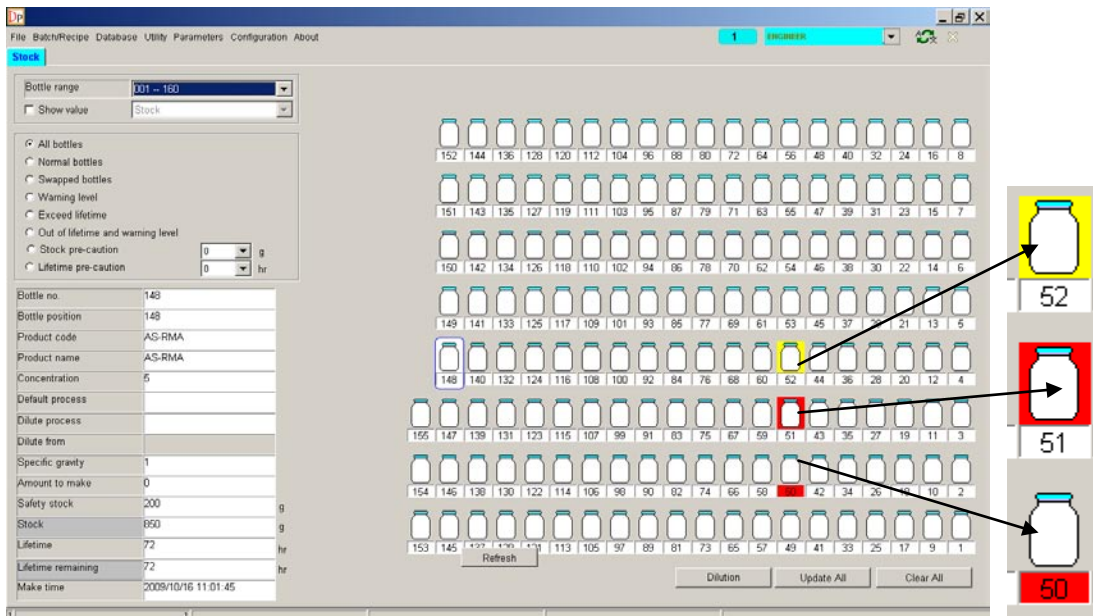 Dp
File Batch/Recipe Database Utility Parameters Configuration About
1 ENGINEER
Stock
Bottle range 001 -- 160
Show value Stock
All bottles
Normal bottles
Swapped bottles
Warning level
Exceed lifetime
Out of lifetime and warning level
Stock pre-caution 0 g
Lifetime pre-caution 0 hr
Bottle no. 148
Bottle position 148
Product code AS-RMA
Product name AS-RMA
Concentration 5
Default process
Dilute process
Dilute from
Specific gravity 1
Amount to make 0
Safety stock 200 g
Stock 850 g
Lifetime 72 hr
Lifetime remaining 72 hr
Make time 2009/10/16 11:01:45
152 144 136 128 120 112 104 96 88 80 72 64 56 48 40 32 24 16 8
151 143 135 127 119 111 103 95 87 79 71 63 55 47 39 31 23 15 7
150 142 134 126 118 110 102 94 86 78 70 62 54 46 38 30 22 14 6
149 141 133 125 117 109 101 93 85 77 69 61 53 45 37 21 13 5
148 140 132 124 116 108 100 92 84 76 68 60 52 44 36 28 20 12 4
155 147 139 131 123 115 107 99 91 83 75 67 59 51 43 35 27 19 11 3
154 146 138 130 122 114 106 98 90 82 74 66 58 50 42 34 26 10 2
153 145 113 105 97 89 81 73 65 57 49 41 33 25 17 9 1
Refresh
Dilution Update All Clear All
52
51
50